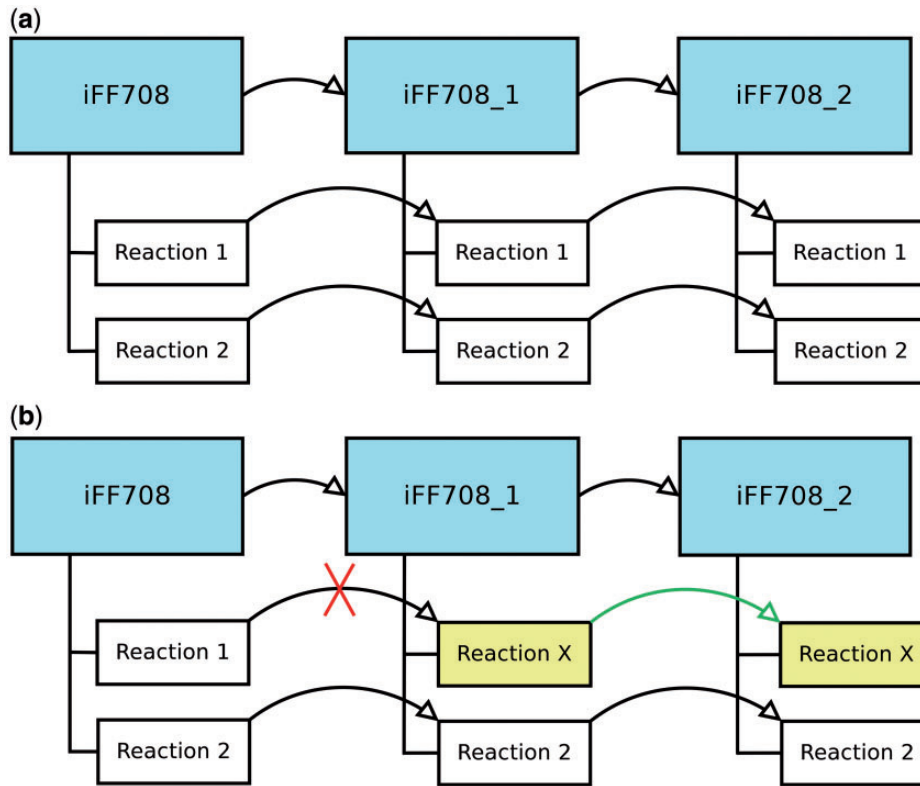 (a)
iFF708 iFF708_1 iFF708_2
Reaction 1 Reaction 1 Reaction 1
Reaction 2 Reaction 2 Reaction 2
(b)
iFF708 iFF708_1 iFF708_2
Reaction 1 Reaction X Reaction X
Reaction 2 Reaction 2 Reaction 2